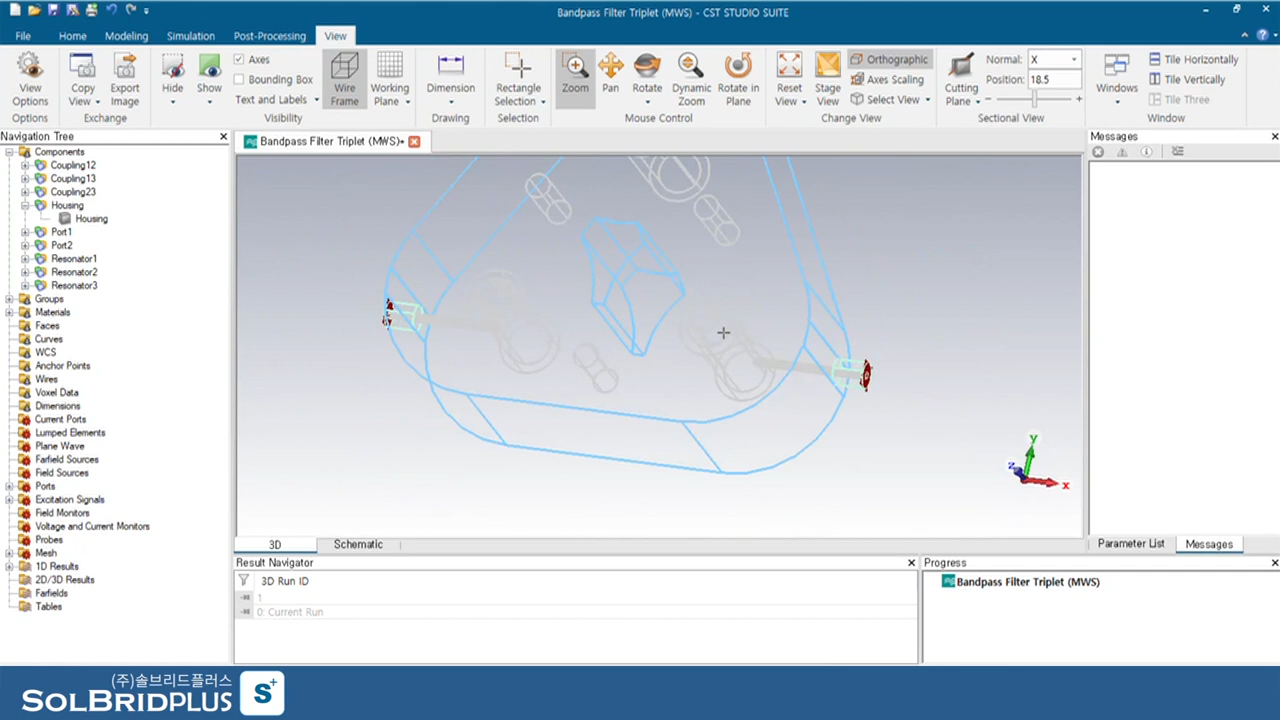 Bandpass Filter Triplet (MWS) - CST STUDIO SUITE
File Home Modeling Simulation Post-Processing View
View Options
Options
Copy View
Export Image
Exchange
Hide
Show
Axes
Bounding Box
Text and Labels
Visibility
Wire Frame
Working Plane
Dimension
Drawing
Rectangle Selection
Selection
Zoom
Pan
Rotate
Dynamic Zoom
Rotate in Plane
Mouse Control
Reset View
Stage View
Orthographic
Axes Scaling
Select View
Change View
Cutting Plane
Normal: X
Position: 18.5
Sectional View
Windows
Tile Horizontally
Tile Vertically
Tile Three
Window
Navigation Tree
Components
Coupling12
Coupling13
Coupling23
Housing
Housing
Port1
Port2
Resonator1
Resonator2
Resonator3
Groups
Materials
Faces
Curves
WCS
Anchor Points
Wires
Voxel Data
Dimensions
Current Ports
Lumped Elements
Plane Wave
Farfield Sources
Field Sources
Ports
Excitation Signals
Field Monitors
Voltage and Current Monitors
Probes
Mesh
1D Results
2D/3D Results
Farfields
Tables
Bandpass Filter Triplet (MWS)*
y
z
x
3D Schematic
Messages
Parameter List Messages
Result Navigator
3D Run ID
1
0: Current Run
Progress
Bandpass Filter Triplet (MWS)
(주)솔브리드플러스
SOLBRIDPLUS
S+